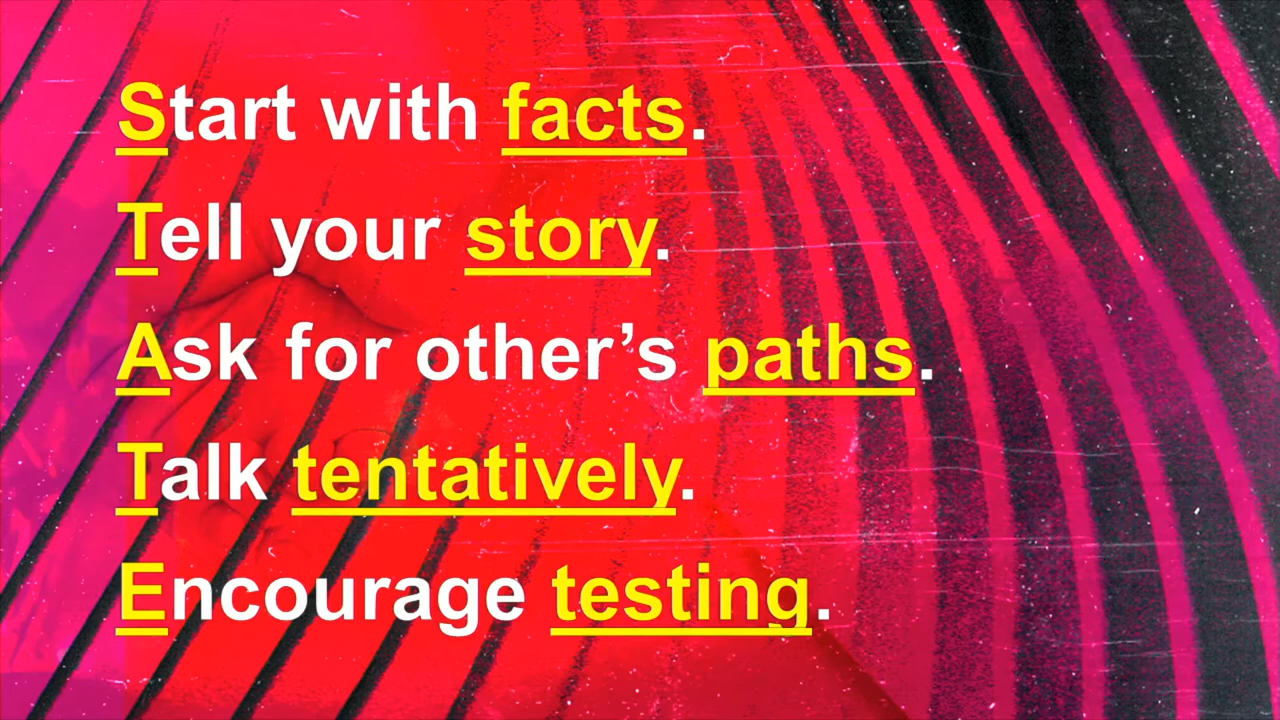 Start with facts.
Tell your story.
Ask for other’s paths.
Talk tentatively.
Encourage testing.